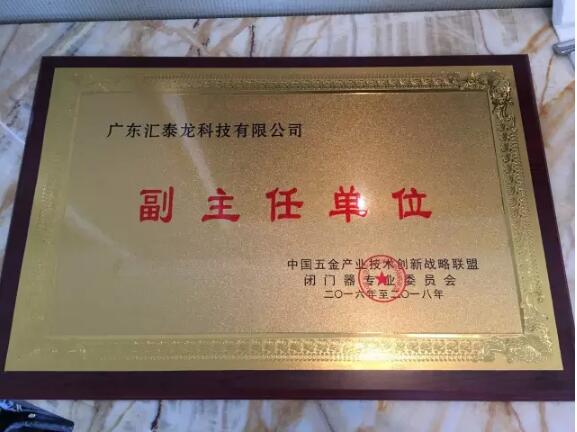 广东汇泰龙科技有限公司
副主任单位
中国五金产业技术创新战略联盟
闭门器专业委员会
二〇一六年至二〇一八年